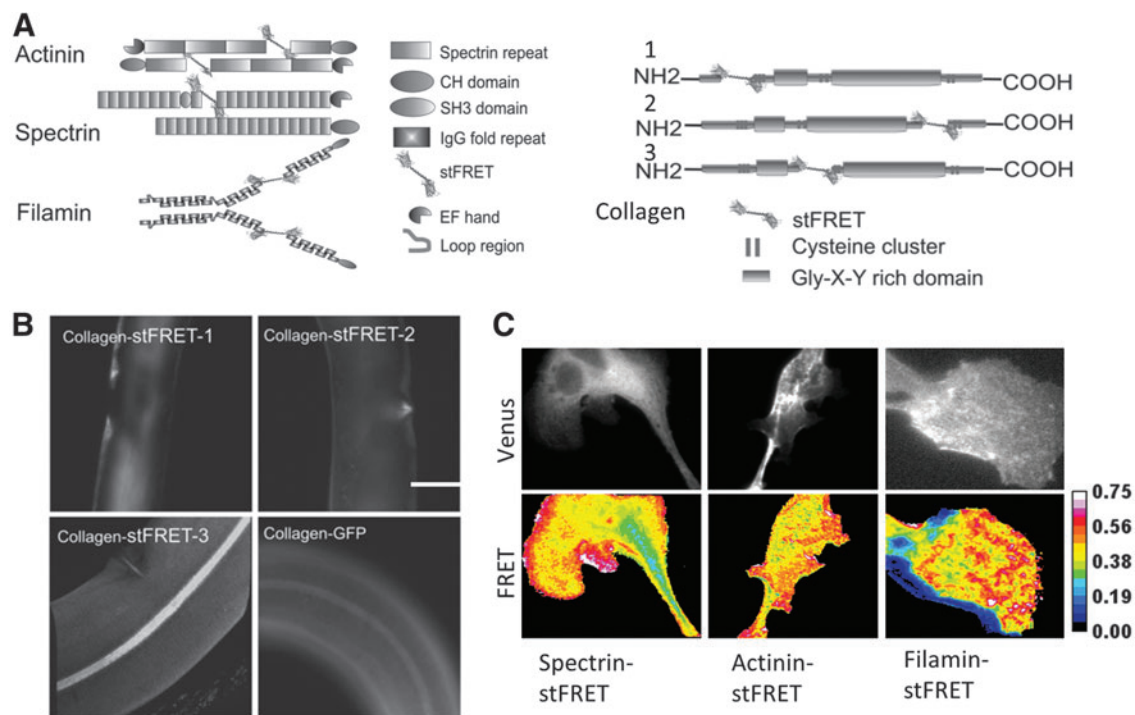 A
Actinin
Spectrin
Filamin
Spectrin repeat
CH domain
SH3 domain
IgG fold repeat
stFRET
EF hand
Loop region
1
NH2
COOH
2
NH2
COOH
3
NH2
COOH
Collagen
stFRET
Cysteine cluster
Gly-X-Y rich domain
B
Collagen-stFRET-1
Collagen-stFRET-2
Collagen-stFRET-3
Collagen-GFP
C
Venus
FRET
0.75
0.56
0.38
0.19
0.00
Spectrin-
stFRET
Actinin-
stFRET
Filamin-
stFRET